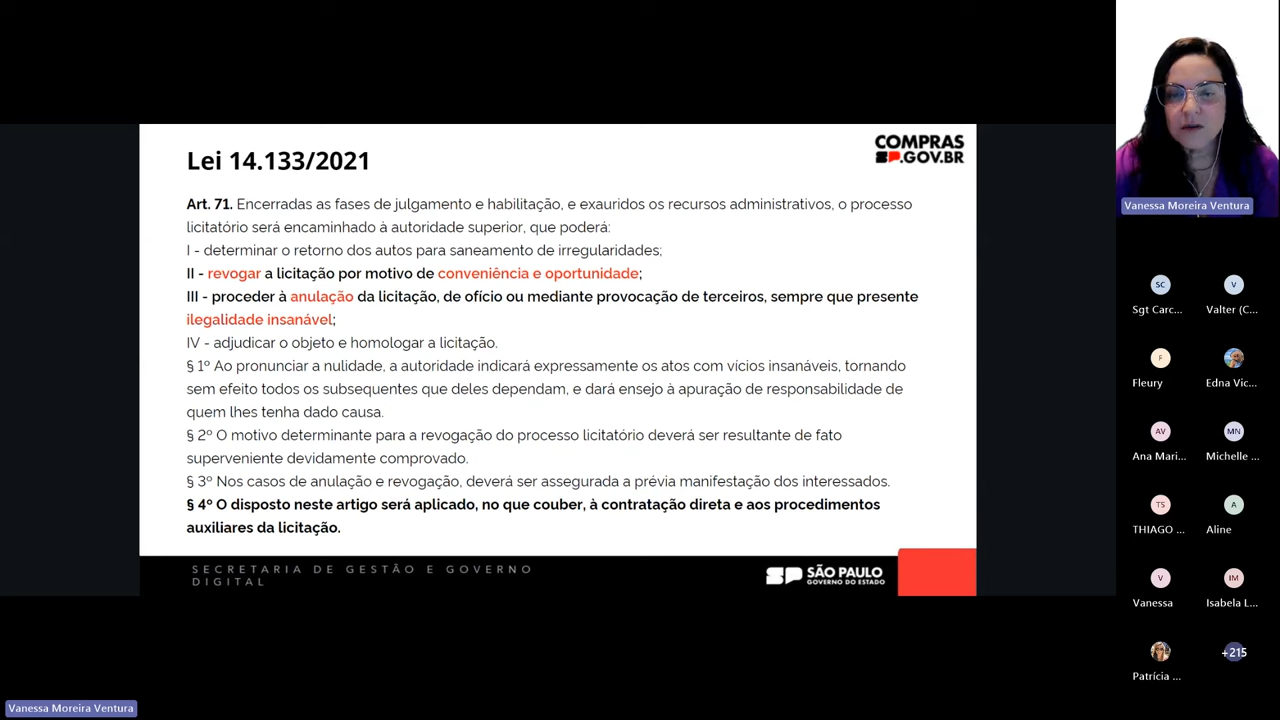 Lei 14.133/2021
COMPRAS
.GOV.BR
Art. 71. Encerradas as fases de julgamento e habilitação, e exauridos os recursos administrativos, o processo
licitatório será encaminhado à autoridade superior, que poderá:
I - determinar o retorno dos autos para saneamento de irregularidades;
II - revogar a licitação por motivo de conveniência e oportunidade;
III - proceder à anulação da licitação, de ofício ou mediante provocação de terceiros, sempre que presente
ilegalidade insanável;
IV - adjudicar o objeto e homologar a licitação.
§ 1º Ao pronunciar a nulidade, a autoridade indicará expressamente os atos com vícios insanáveis, tornando
sem efeito todos os subsequentes que deles dependam, e dará ensejo à apuração de responsabilidade de
quem lhes tenha dado causa.
§ 2º O motivo determinante para a revogação do processo licitatório deverá ser resultante de fato
superveniente devidamente comprovado.
§ 3º Nos casos de anulação e revogação, deverá ser assegurada a prévia manifestação dos interessados.
§ 4º O disposto neste artigo será aplicado, no que couber, à contratação direta e aos procedimentos
auxiliares da licitação.
SECRETARIA DE GESTÃO E GOVERNO
DIGITAL
SP SÃO PAULO
GOVERNO DO ESTADO
Vanessa Moreira Ventura
SC V
Sgt Carc... Valter (C...
F
Fleury Edna Vic...
AV MN
Ana Mari... Michelle ...
TS A
THIAGO ... Aline
V IM
Vanessa Isabela L...
+215
Patrícia ...
Vanessa Moreira Ventura